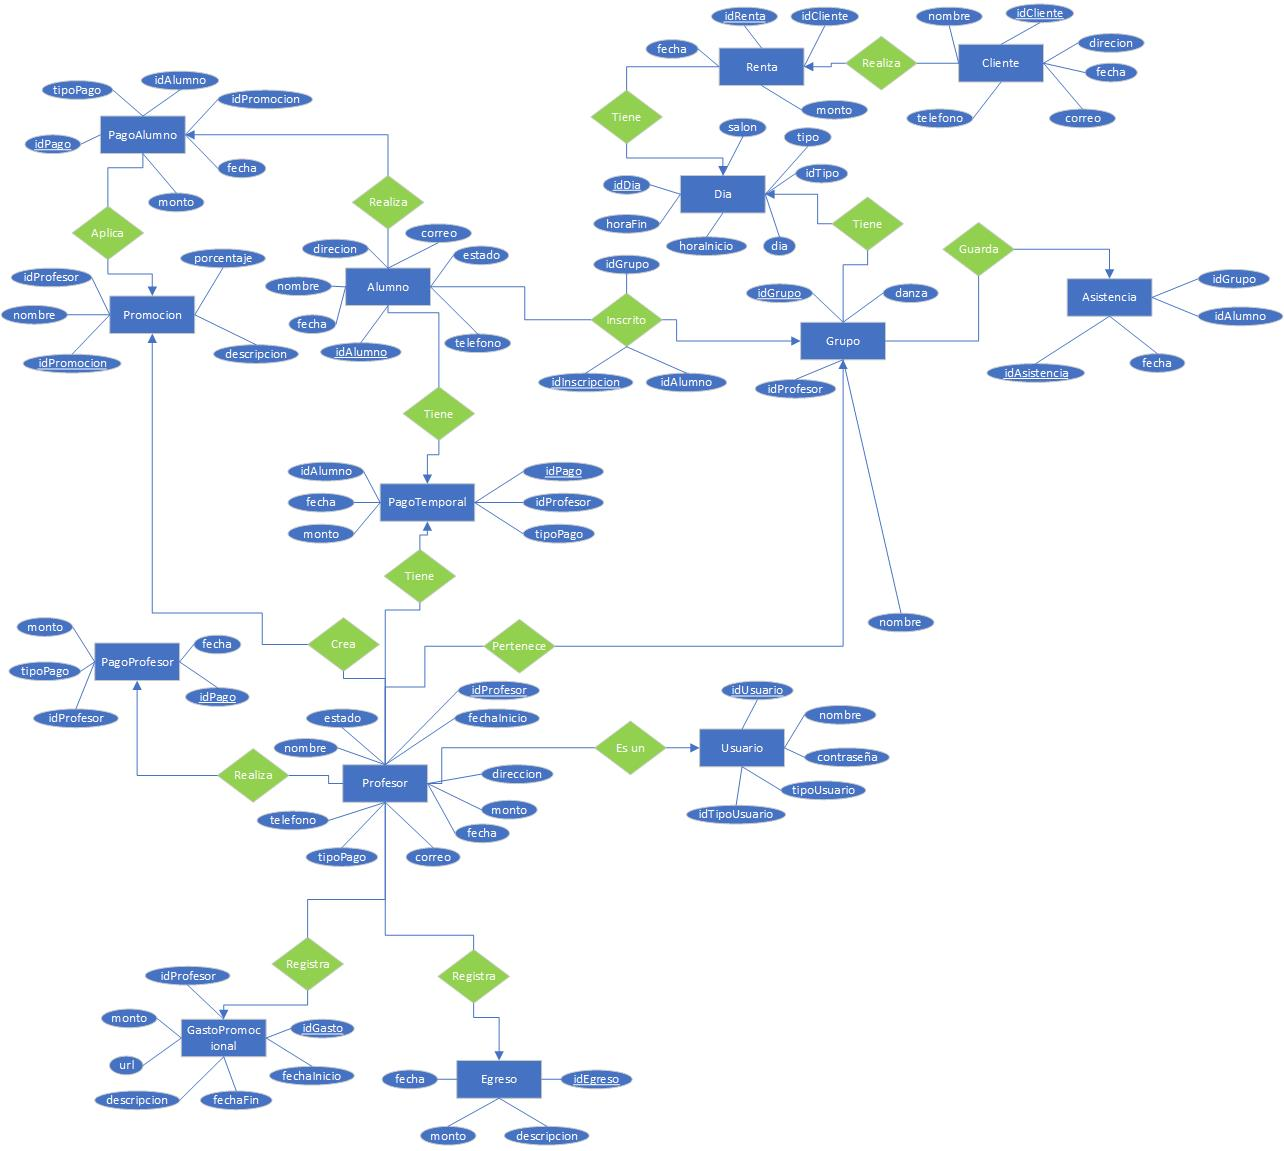 idRenta
idCliente
nombre
idCliente
fecha
Renta
Realiza
Cliente
direcion
fecha
monto
telefono
correo
Tiene
tipoPago
idAlumno
idPromocion
idPago
PagoAlumno
fecha
monto
salon
tipo
idTipo
idDia
Dia
horaFin
horaInicio
dia
Tiene
Aplica
Realiza
direcion
correo
estado
nombre
Alumno
fecha
idAlumno
telefono
idProfesor
porcentaje
nombre
Promocion
idPromocion
descripcion
idGrupo
Inscrito
idInscripcion
idAlumno
idGrupo
danza
Grupo
idProfesor
Guarda
Asistencia
idGrupo
idAlumno
idAsistencia
fecha
Tiene
idAlumno
idPago
fecha
PagoTemporal
idProfesor
monto
tipoPago
Tiene
nombre
Crea
Pertenece
monto
fecha
tipoPago
PagoProfesor
idProfesor
idPago
idProfesor
estado
fechaInicio
nombre
Realiza
Profesor
direccion
monto
fecha
telefono
tipoPago
correo
Es un
idUsuario
nombre
Usuario
contraseña
tipoUsuario
idTipoUsuario
Registra
Registra
idProfesor
monto
GastoPromoc
ional
idGasto
url
fechaInicio
descripcion
fechaFin
fecha
Egreso
idEgreso
monto
descripcion